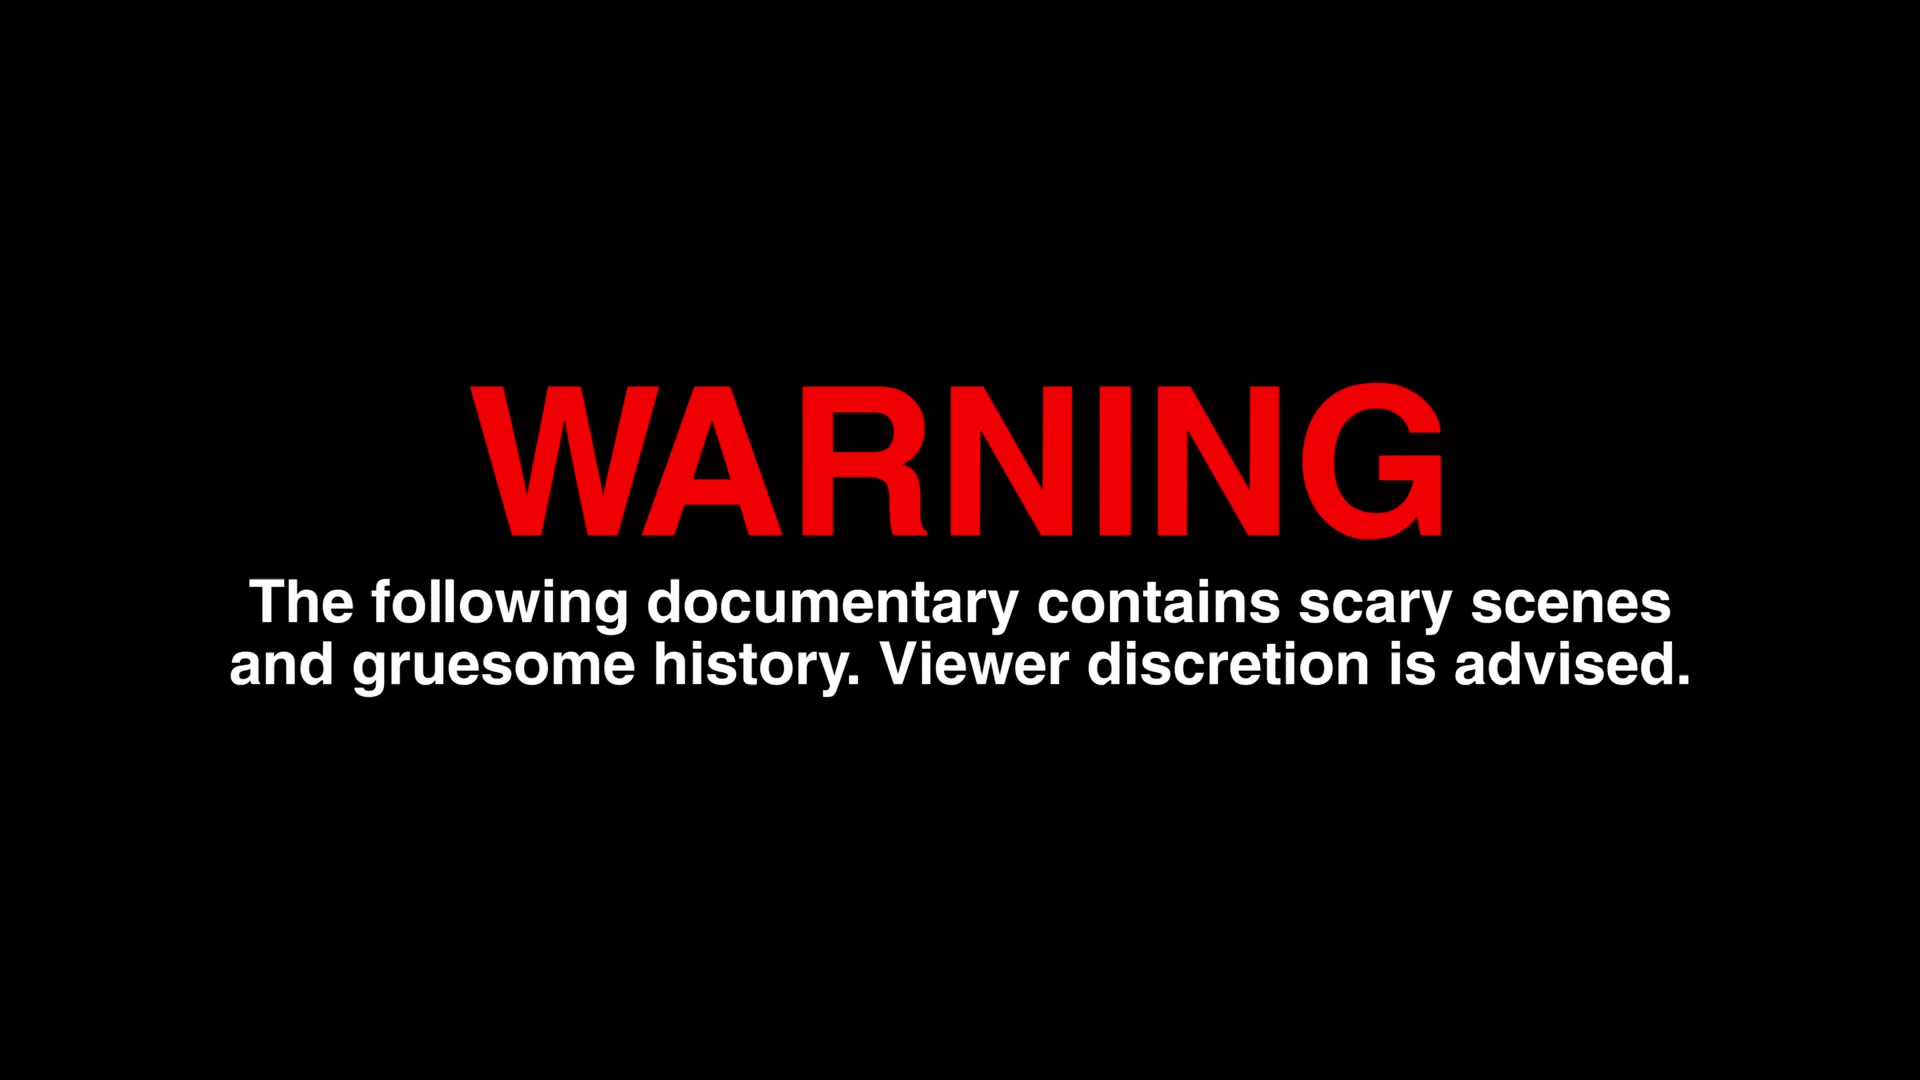 WARNING
The following documentary contains scary scenes
and gruesome history. Viewer discretion is advised.